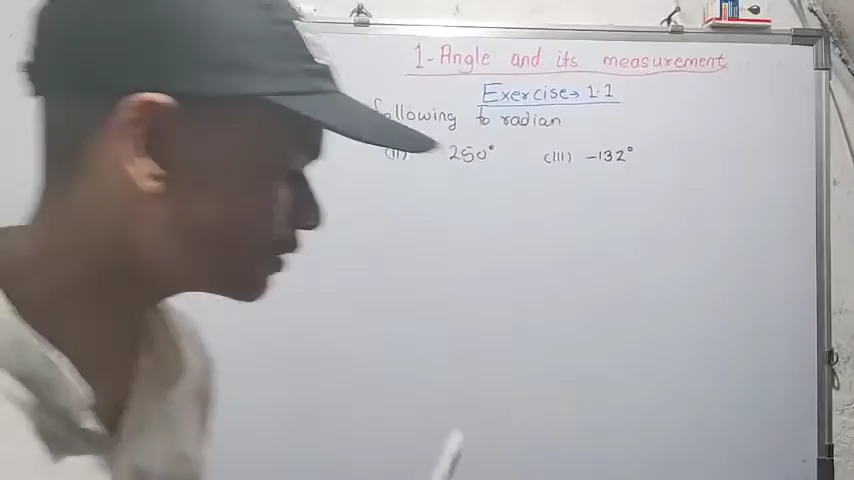 1-Angle and its measurement
Exercise→ 1.1
following to radian
(II) 250° (III) -132°